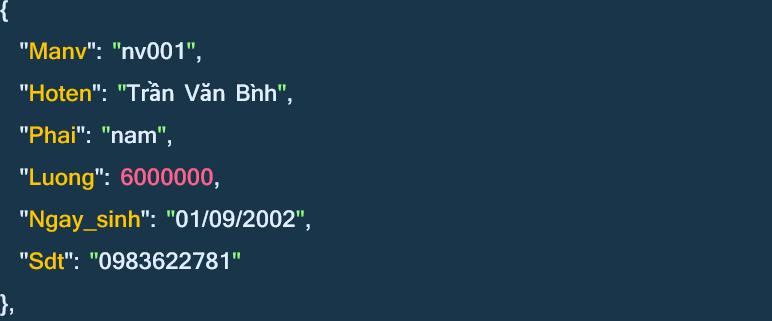 {
"Manv": "nv001",
"Hoten": "Trần Văn Bình",
"Phai": "nam",
"Luong": 6000000,
"Ngay_sinh": "01/09/2002",
"Sdt": "0983622781"
},